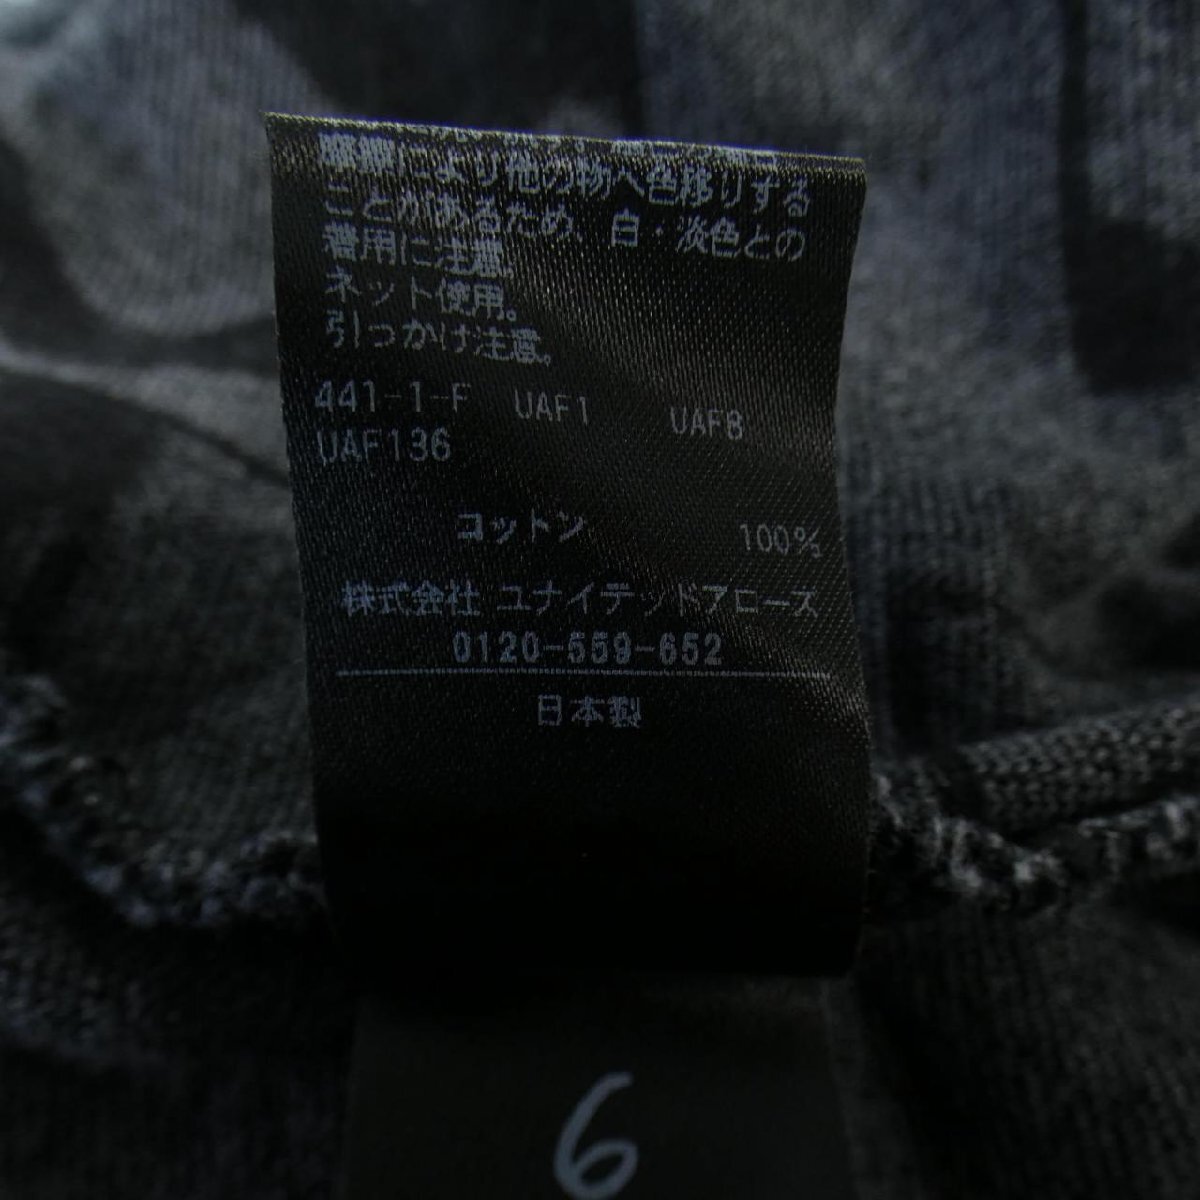 摩擦により他の物へ色移りする
ことがあるため、白・淡色との
着用に注意。
ネット使用。
引っかけ注意。
441-1-F UAF1 UAF8
UAF136
コットン 100%
株式会社 ユナイテッドアローズ
0120-559-652
日本製
6